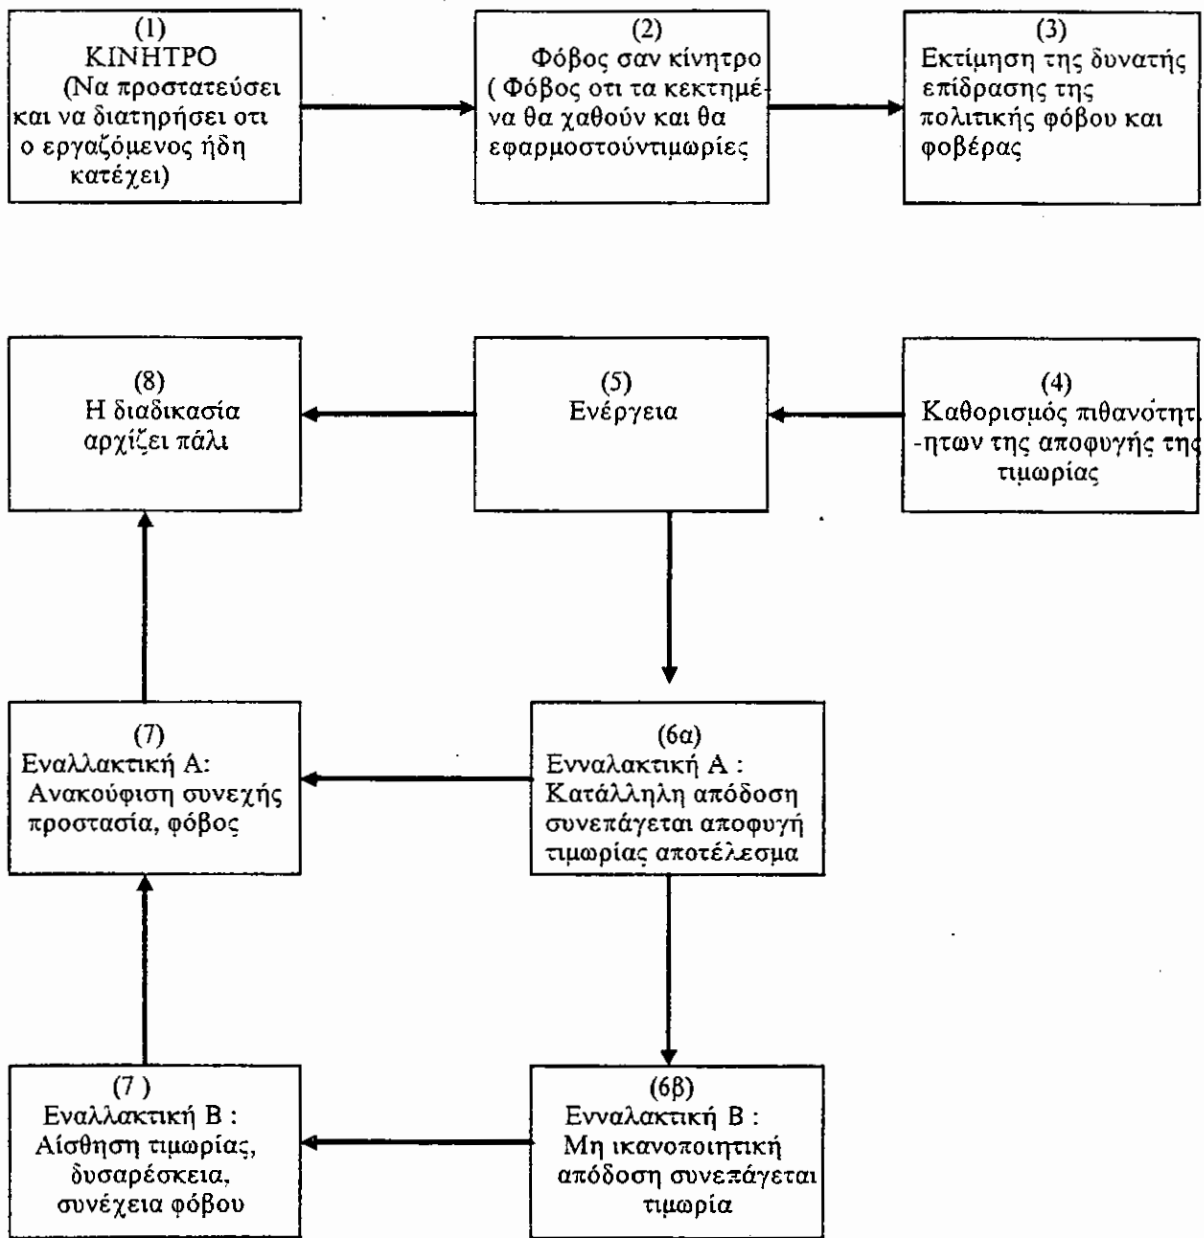 (1)
ΚΙΝΗΤΡΟ
(Να προστατεύσει
και να διατηρήσει οτι
ο εργαζόμενος ήδη
κατέχει)
(2)
Φόβος σαν κίνητρο
( Φόβος οτι τα κεκτημέ-
να θα χαθούν και θα
εφαρμοστούντιμωρίες
(3)
Εκτίμηση της δυνατής
επίδρασης της
πολιτικής φόβου και
φοβέρας
(8)
Η διαδικασία
αρχίζει πάλι
(5)
Ενέργεια
(4)
Καθορισμός πιθανότητ.
-ητων της αποφυγής της
τιμωρίας
(7)
Εναλλακτική Α:
Ανακούφιση συνεχής
προστασία, φόβος
(6α)
Ενναλακτική Α :
Κατάλληλη απόδοση
συνεπάγεται αποφυγή
τιμωρίας αποτέλεσμα
(7 )
Εναλλακτική Β :
Αίσθηση τιμωρίας,
δυσαρέσκεια,
συνέχεια φόβου
(6β)
Ενναλακτική Β :
Μη ικανοποιητική
απόδοση συνεπάγεται
τιμωρία